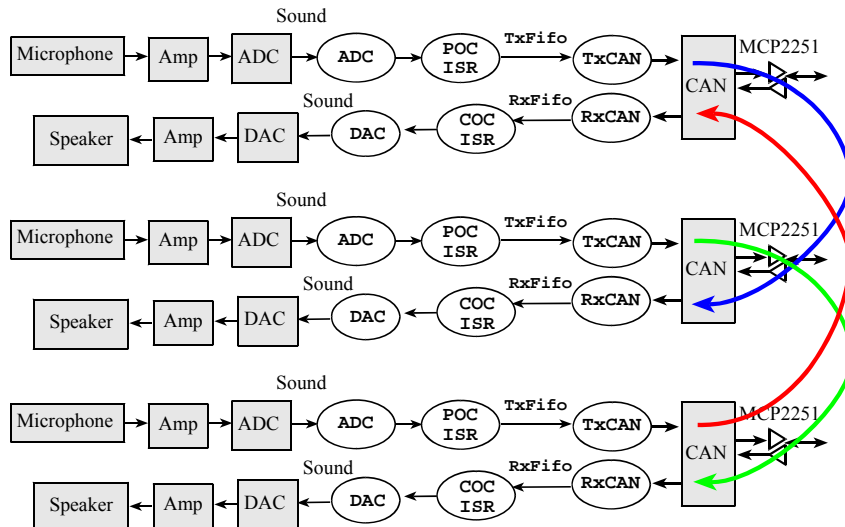 Sound
Microphone Amp ADC ADC POC ISR TxFifo TxCAN CAN MCP2251
Sound
Speaker Amp DAC DAC COC ISR RxFifo RxCAN
Sound
Microphone Amp ADC ADC POC ISR TxFifo TxCAN CAN MCP2251
Sound
Speaker Amp DAC DAC COC ISR RxFifo RxCAN
Sound
Microphone Amp ADC ADC POC ISR TxFifo TxCAN CAN MCP2251
Sound
Speaker Amp DAC DAC COC ISR RxFifo RxCAN